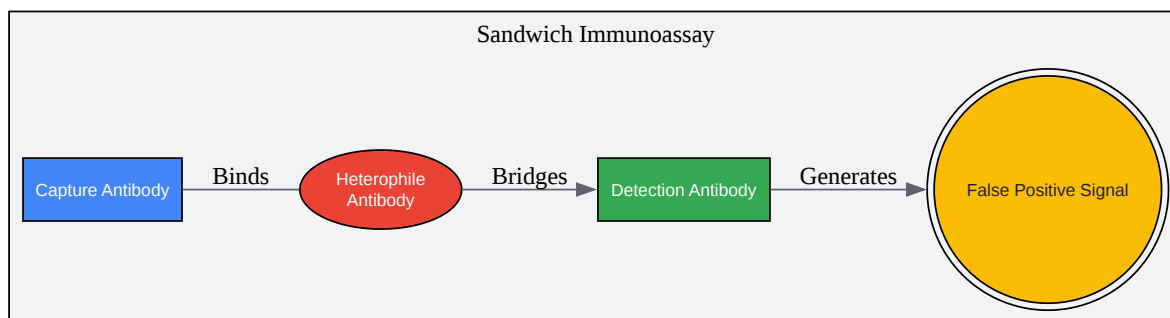 Sandwich Immunoassay
Capture Antibody
Binds
Heterophile
Antibody
Bridges
Detection Antibody
Generates
False Positive Signal